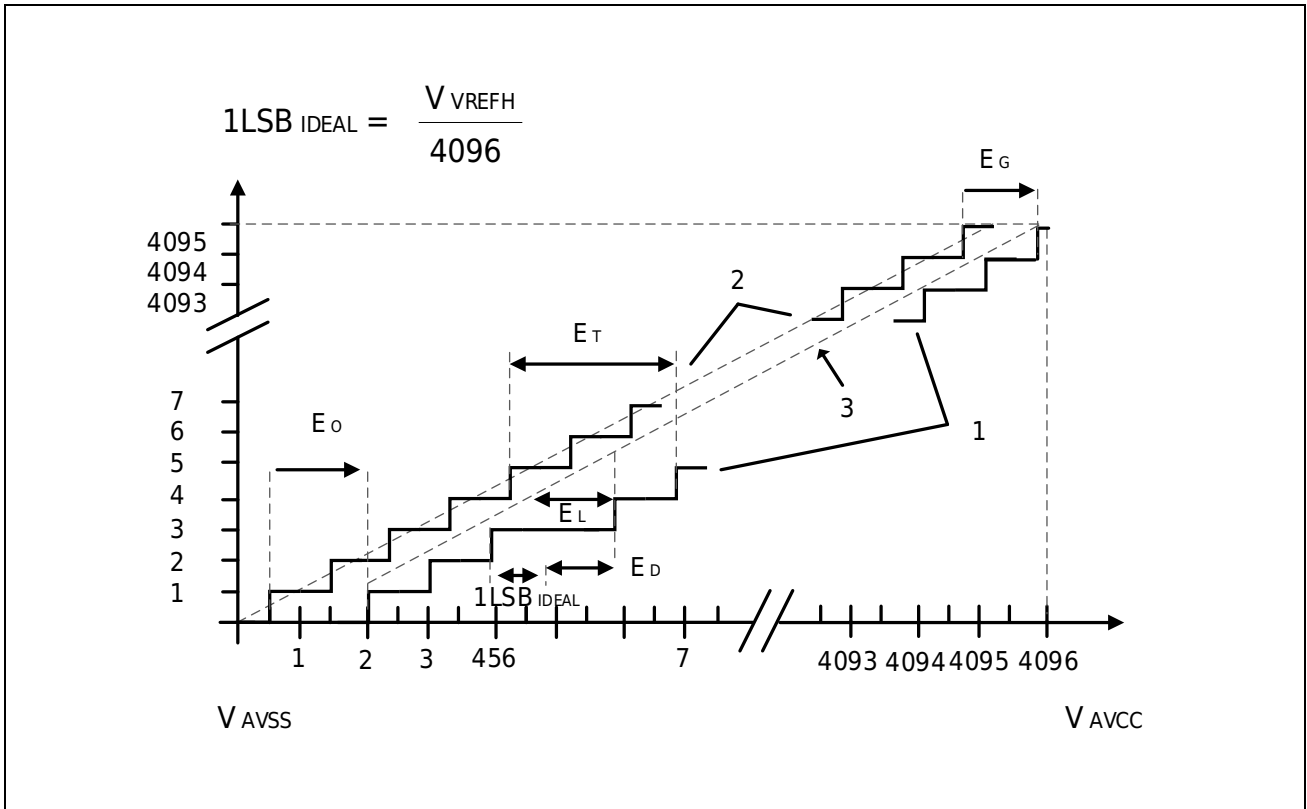 1LSB IDEAL = V VREFH
4096
E G
4095
4094
4093
2
E T
7
6
5
4
3
2
1
E O
3
1
E L
E D
1LSB IDEAL
1 2 3 456 7 4093 4094 4095 4096
V AVSS V AVCC